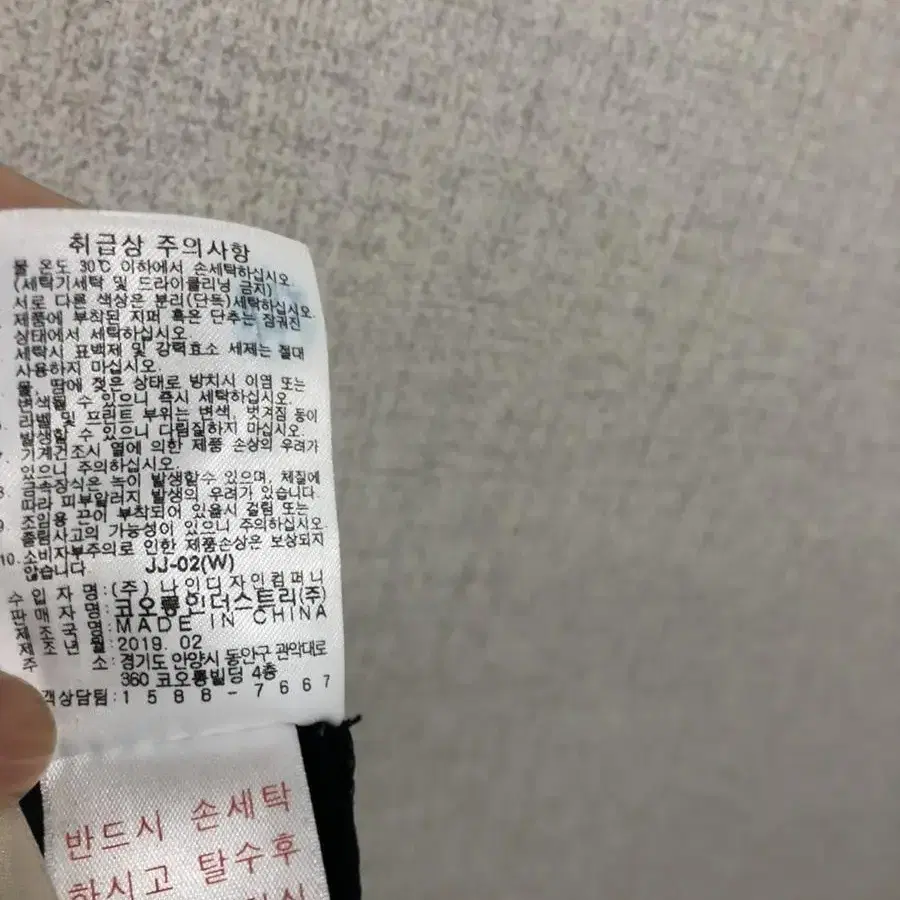 취급상 주의사항
물 온도 30℃ 이하에서 손세탁하십시오.
(세탁기세탁 및 드라이클리닝 금지)
서로 다른 색상은 분리(단독)세탁하십시오.
제품에 부착된 지퍼 혹은 단추는 잠궈진
상태에서 세탁하십시오.
세탁시 표백제 및 강력효소 세제는 절대
사용하지 마십시오.
물, 땀에 젖은 상태로 방치시 이염 또는
변색될 수 있으니 즉시 세탁하십시오.
라벨 및 프린트 부위는 변색, 벗겨짐 등이
발생할 수 있으니 다림질하지 마십시오.
기계건조시 열에 의한 제품 손상의 우려가
있으니 주의하십시오.
금속장식은 녹이 발생할수 있으며, 체질에
따라 피부알러지 발생의 우려가 있습니다.
9. 조임용 끈이 부착되어 있을시 걸림 또는
졸림사고의 가능성이 있으니 주의하십시오.
10. 소비자부주의로 인한 제품손상은 보상되지
않습니다. JJ-02(W)
수 입 자 명 : (주) 나인디자인컴퍼니
판 매 자 명 : 코오롱인더스트리(주)
제 조 국 명 : MADE IN CHINA
제 조 년 월 : 2019. 02
주 소 : 경기도 안양시 동안구 관악대로
360 코오롱빌딩 4층
객상담팀 : 1588-7667
반드시 손세탁
하시고 탈수후